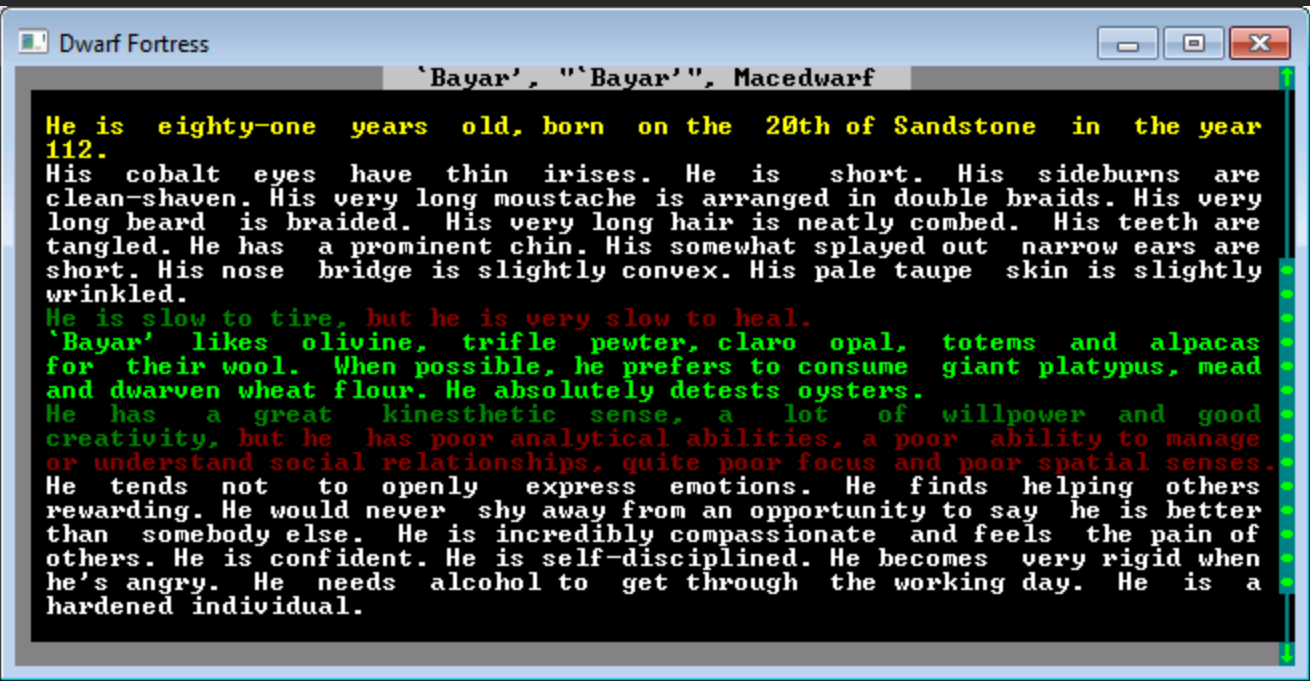 Dwarf Fortress
`Bayar', "`Bayar'", Macedwarf
He is eighty-one years old, born on the 20th of Sandstone in the year
112.
His cobalt eyes have thin irises. He is short. His sideburns are
clean-shaven. His very long moustache is arranged in double braids. His very
long beard is braided. His very long hair is neatly combed. His teeth are
tangled. He has a prominent chin. His somewhat splayed out narrow ears are
short. His nose bridge is slightly convex. His pale taupe skin is slightly
wrinkled.
He is slow to tire, but he is very slow to heal.
`Bayar' likes olivine, trifle pewter, claro opal, totems and alpacas
for their wool. When possible, he prefers to consume giant platypus, mead
and dwarven wheat flour. He absolutely detests oysters.
He has a great kinesthetic sense, a lot of willpower and good
creativity, but he has poor analytical abilities, a poor ability to manage
or understand social relationships, quite poor focus and poor spatial senses.
He tends not to openly express emotions. He finds helping others
rewarding. He would never shy away from an opportunity to say he is better
than somebody else. He is incredibly compassionate and feels the pain of
others. He is confident. He is self-disciplined. He becomes very rigid when
he's angry. He needs alcohol to get through the working day. He is a
hardened individual.